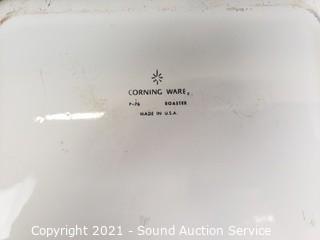 CORNING WARE®
P-76 ROASTER
MADE IN U.S.A.
Copyright 2021 - Sound Auction Service